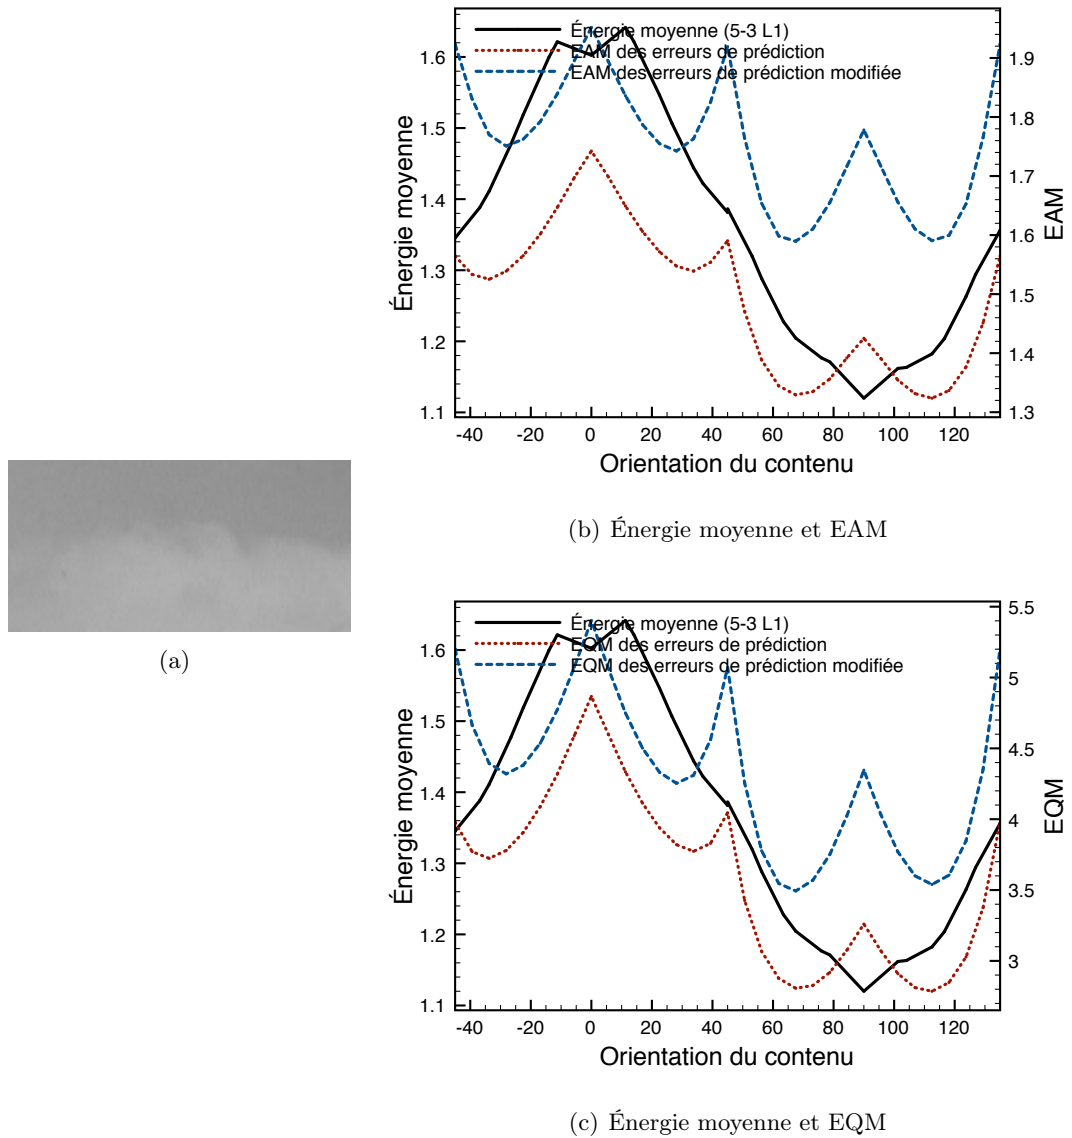 Énergie moyenne (5-3 L1)
EAM des erreurs de prédiction
EAM des erreurs de prédiction modifiée
1.6
1.5
1.4
1.3
1.2
1.1
Énergie moyenne
1.9
1.8
1.7
1.6
1.5
1.4
1.3
EAM
-40 -20 0 20 40 60 80 100 120
Orientation du contenu
(b) Énergie moyenne et EAM
(a)
Énergie moyenne (5-3 L1)
EQM des erreurs de prédiction
EQM des erreurs de prédiction modifiée
1.6
1.5
1.4
1.3
1.2
1.1
Énergie moyenne
5.5
5
4.5
4
3.5
3
EQM
-40 -20 0 20 40 60 80 100 120
Orientation du contenu
(c) Énergie moyenne et EQM